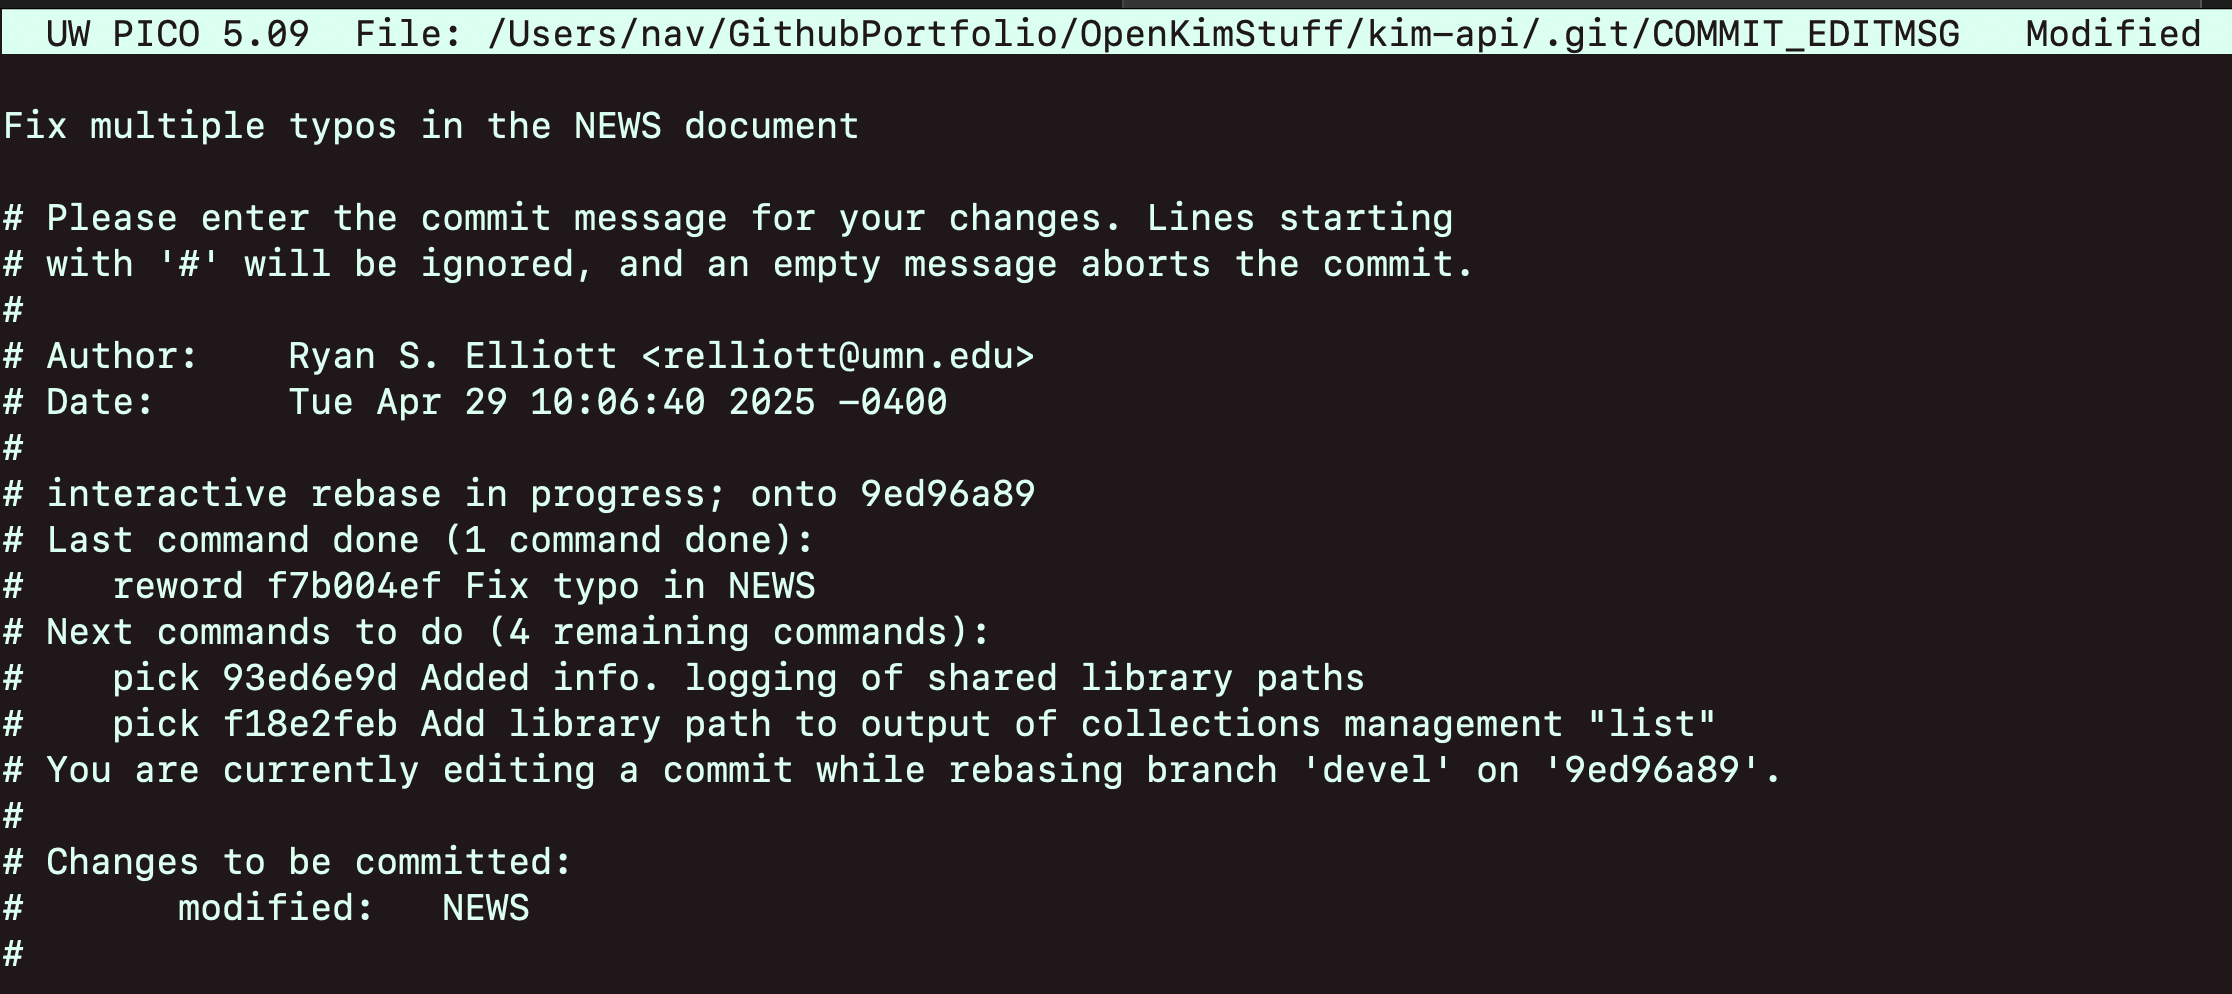 UW PICO 5.09  File: /Users/nav/GithubPortfolio/OpenKimStuff/kim-api/.git/COMMIT_EDITMSG   Modified
Fix multiple typos in the NEWS document
# Please enter the commit message for your changes. Lines starting
# with '#' will be ignored, and an empty message aborts the commit.
#
# Author:    Ryan S. Elliott <relliott@umn.edu>
# Date:      Tue Apr 29 10:06:40 2025 -0400
#
# interactive rebase in progress; onto 9ed96a89
# Last command done (1 command done):
#    reword f7b004ef Fix typo in NEWS
# Next commands to do (4 remaining commands):
#    pick 93ed6e9d Added info. logging of shared library paths
#    pick f18e2feb Add library path to output of collections management "list"
# You are currently editing a commit while rebasing branch 'devel' on '9ed96a89'.
#
# Changes to be committed:
#       modified:   NEWS
#